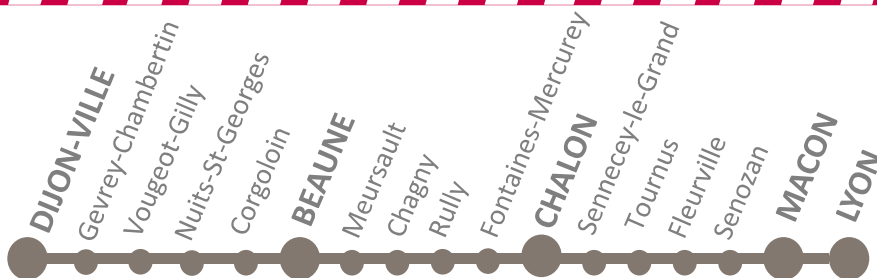 DIJON-VILLE
Gevrey-Chambertin
Vougeot-Gilly
Nuits-St-Georges
Corgoloin
BEAUNE
Meursault
Chagny
Rully
Fontaines-Mercurey
CHALON
Sennecey-le-Grand
Tournus
Fleurville
Senozan
MACON
LYON